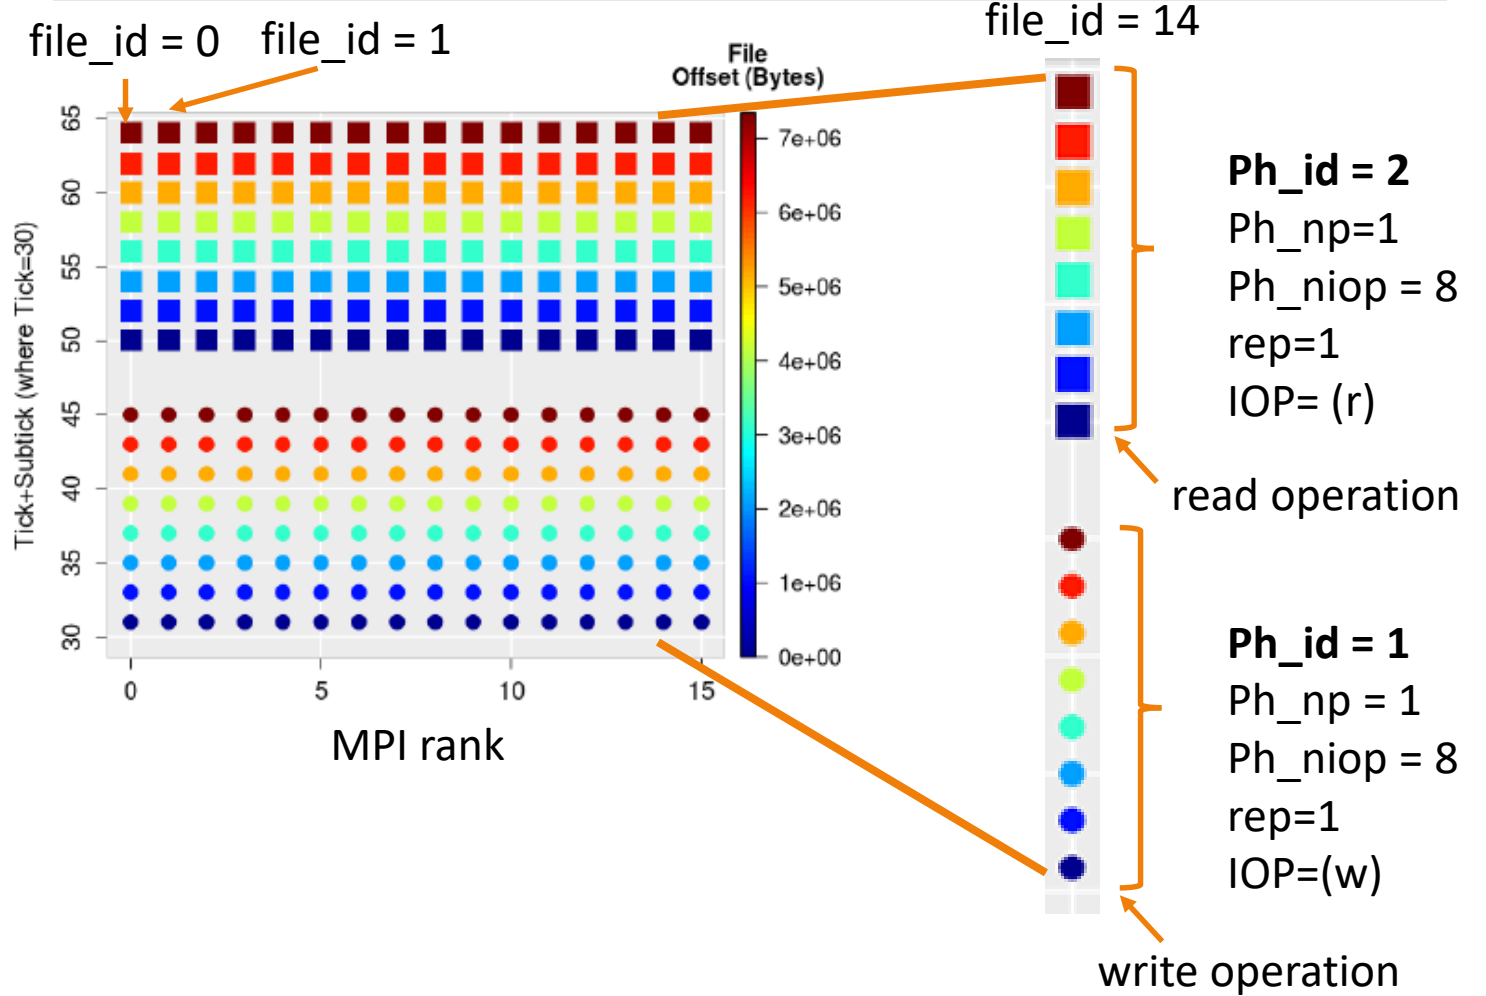 file_id = 0
file_id = 1
file_id = 14
File
Offset (Bytes)
65
60
55
50
45
40
35
30
Tick+Subtick (where Tick=30)
0
5
10
15
MPI rank
7e+06
6e+06
5e+06
4e+06
3e+06
2e+06
1e+06
0e+00
Ph_id = 2
Ph_np=1
Ph_niop = 8
rep=1
IOP= (r)
read operation
Ph_id = 1
Ph_np = 1
Ph_niop = 8
rep=1
IOP=(w)
write operation